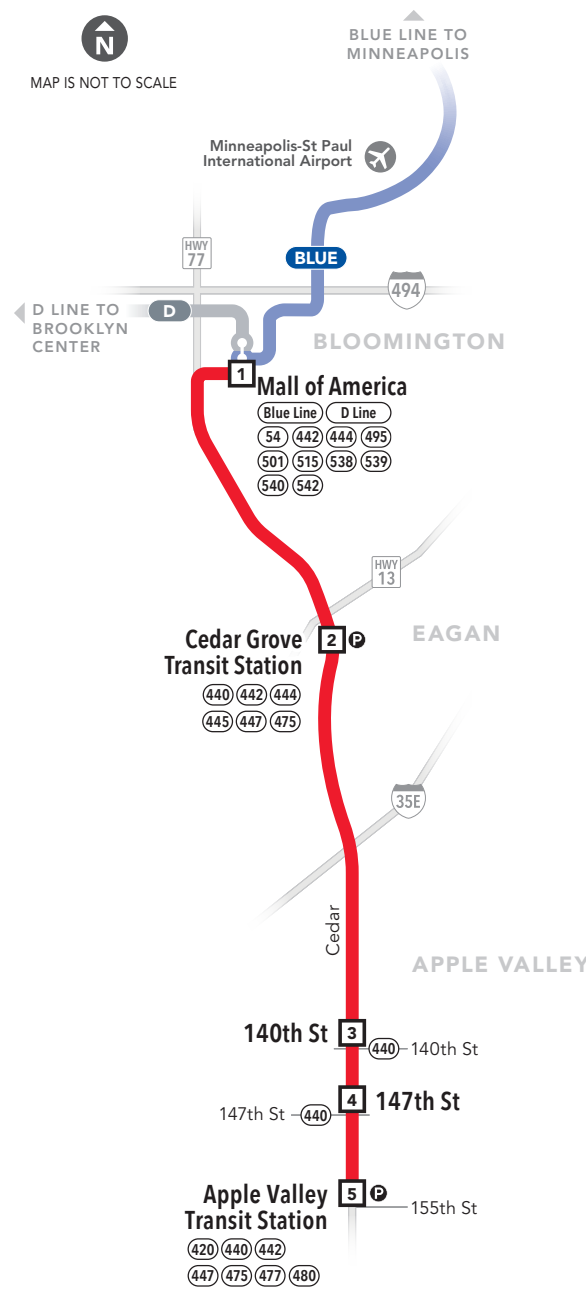 N
MAP IS NOT TO SCALE
BLUE LINE TO
MINNEAPOLIS
Minneapolis-St Paul
International Airport
HWY
77
BLUE
494
D LINE TO
BROOKLYN
CENTER
D
BLOOMINGTON
1
Mall of America
Blue Line D Line
54 442 444 495
501 515 538 539
540 542
HWY
13
EAGAN
Cedar Grove
Transit Station
2 P
440 442 444
445 447 475
35E
Cedar
APPLE VALLEY
140th St
3
440 140th St
4
147th St
147th St 440
Apple Valley
Transit Station
5 P
155th St
420 440 442
447 475 477 480